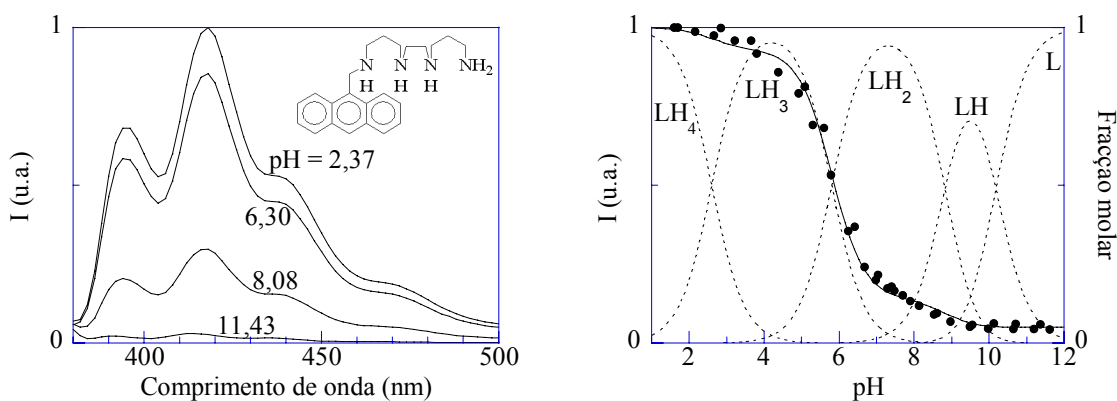 1
N
N
N
NH2
H
H
H
pH = 2,37
6,30
8,08
11,43
I (u.a.)
0
400
450
500
Comprimento de onda (nm)
1
1
LH4
LH3
LH2
LH
L
I (u.a.)
Fracçao molar
0
0
2
4
6
8
10
12
pH